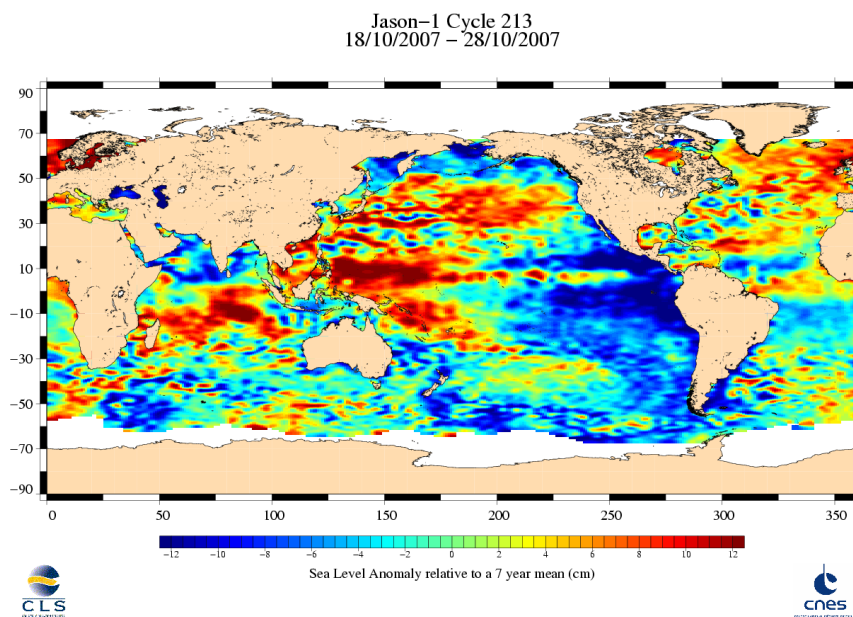 Jason-1 Cycle 213
18/10/2007 - 28/10/2007
90
70
50
30
10
-10
-30
-50
-70
-90
0 50 100 150 200 250 300 350
-12 -10 -8 -6 -4 -2 0 2 4 6 8 10 12
Sea Level Anomaly relative to a 7 year mean (cm)
CLS
cnes